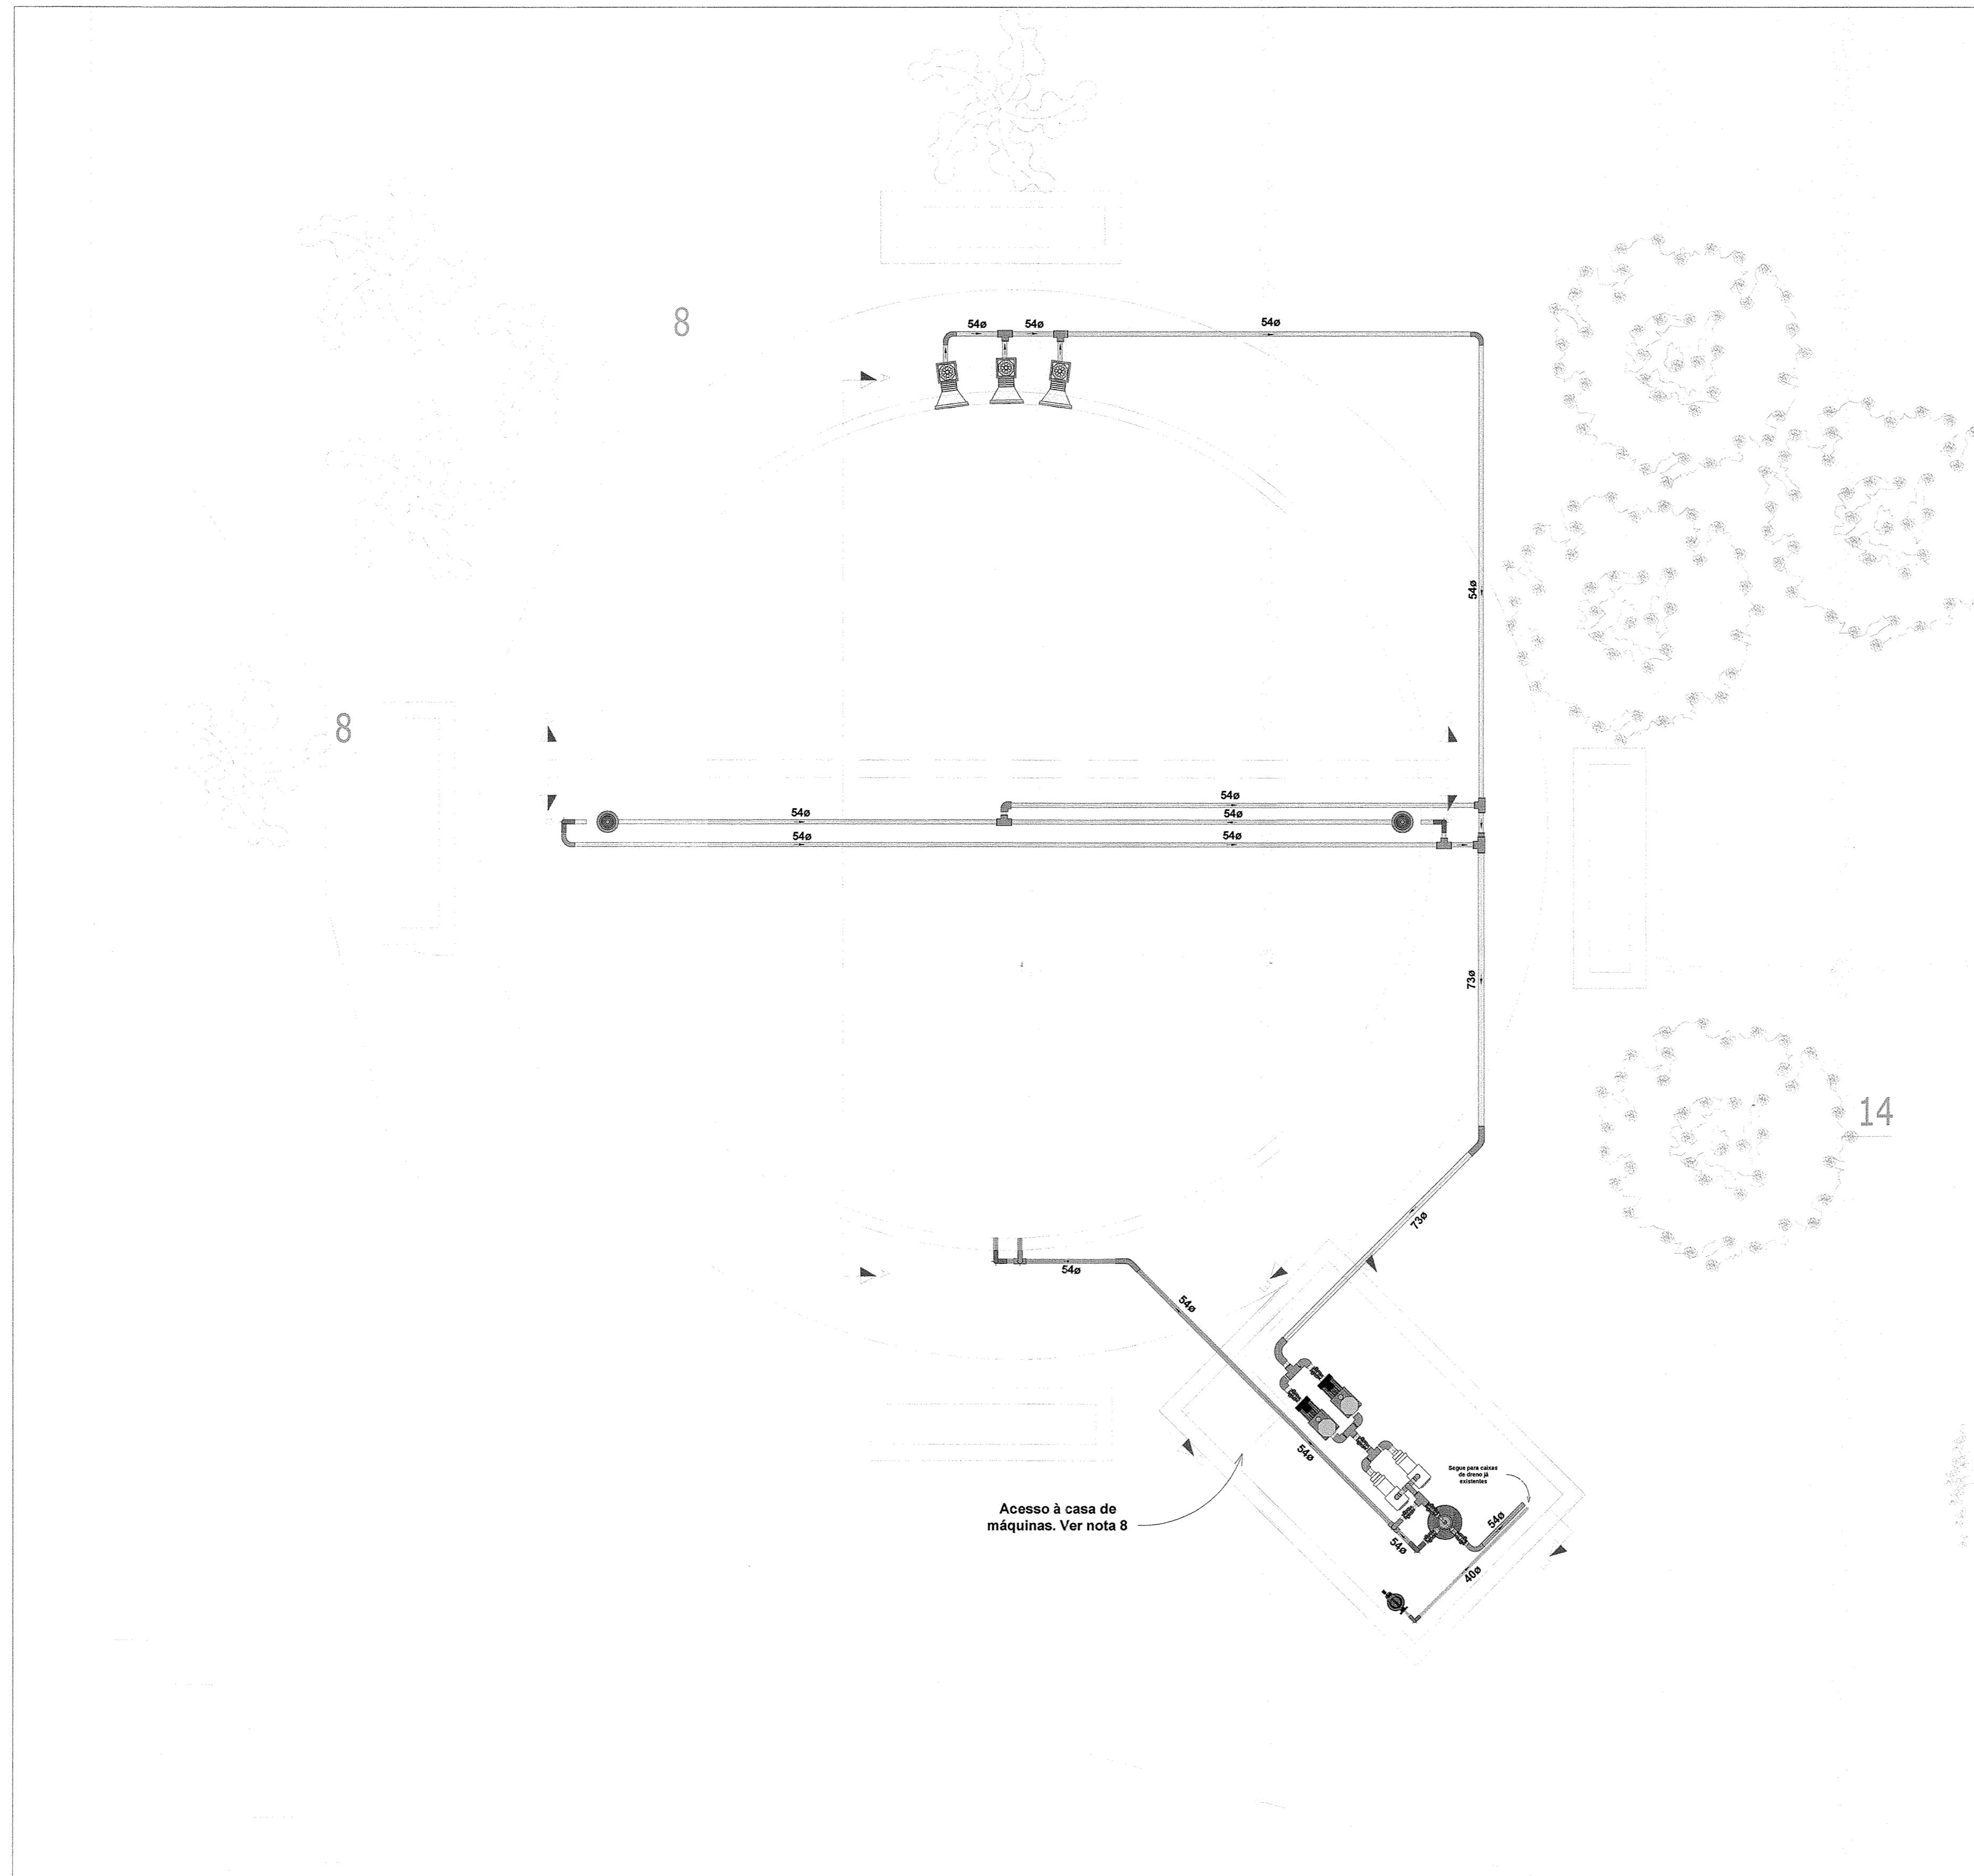 8
54ø
54ø
54ø
54ø
8
54ø
54ø
54ø
54ø
54ø
73ø
14
73ø
54ø
54ø
54ø
Segue para caixas
de dreno já
existentes
Acesso à casa de
máquinas. Ver nota 8
54ø
54ø
40ø